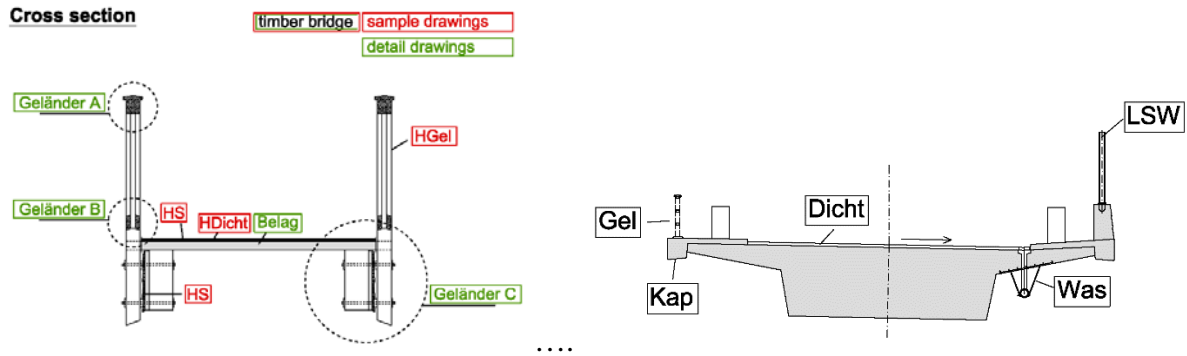 Cross section
timber bridge sample drawings
detail drawings
Geländer A
HGel
Geländer B
HS
HDicht
Belag
HS
Geländer C
....
LSW
Gel
Dicht
Kap
Was